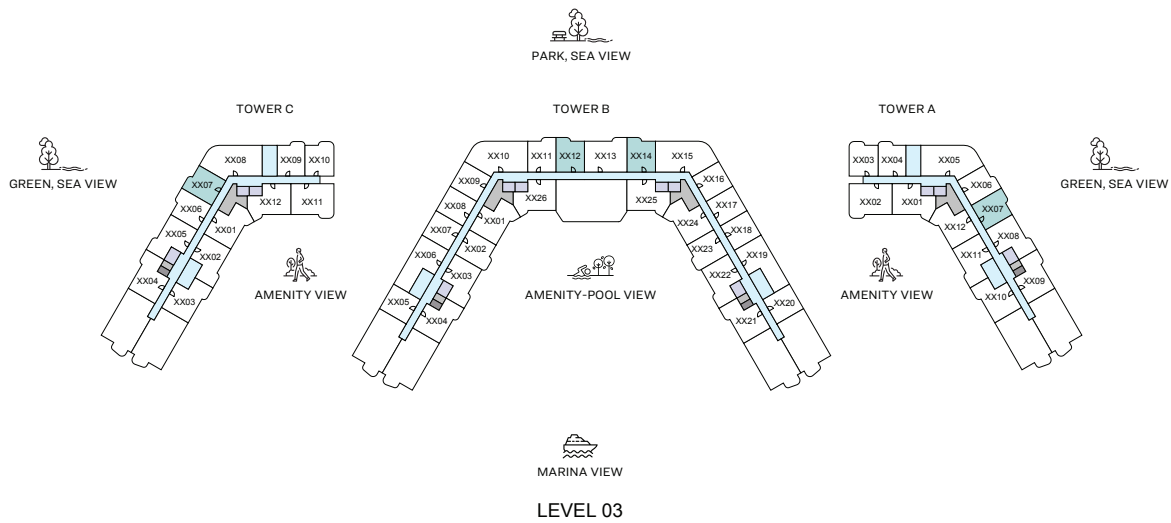 PARK, SEA VIEW
TOWER C
TOWER B
TOWER A
GREEN, SEA VIEW
GREEN, SEA VIEW
XX08
XX09
XX10
XX07
XX06
XX05
XX04
XX12
XX11
XX01
XX02
XX03
XX10
XX11
XX12
XX13
XX14
XX15
XX09
XX08
XX07
XX06
XX05
XX26
XX01
XX02
XX03
XX04
XX25
XX24
XX23
XX22
XX21
XX16
XX17
XX18
XX19
XX20
XX03
XX04
XX05
XX06
XX07
XX08
XX09
XX02
XX01
XX12
XX11
XX10
AMENITY VIEW
AMENITY-POOL VIEW
AMENITY VIEW
MARINA VIEW
LEVEL 03